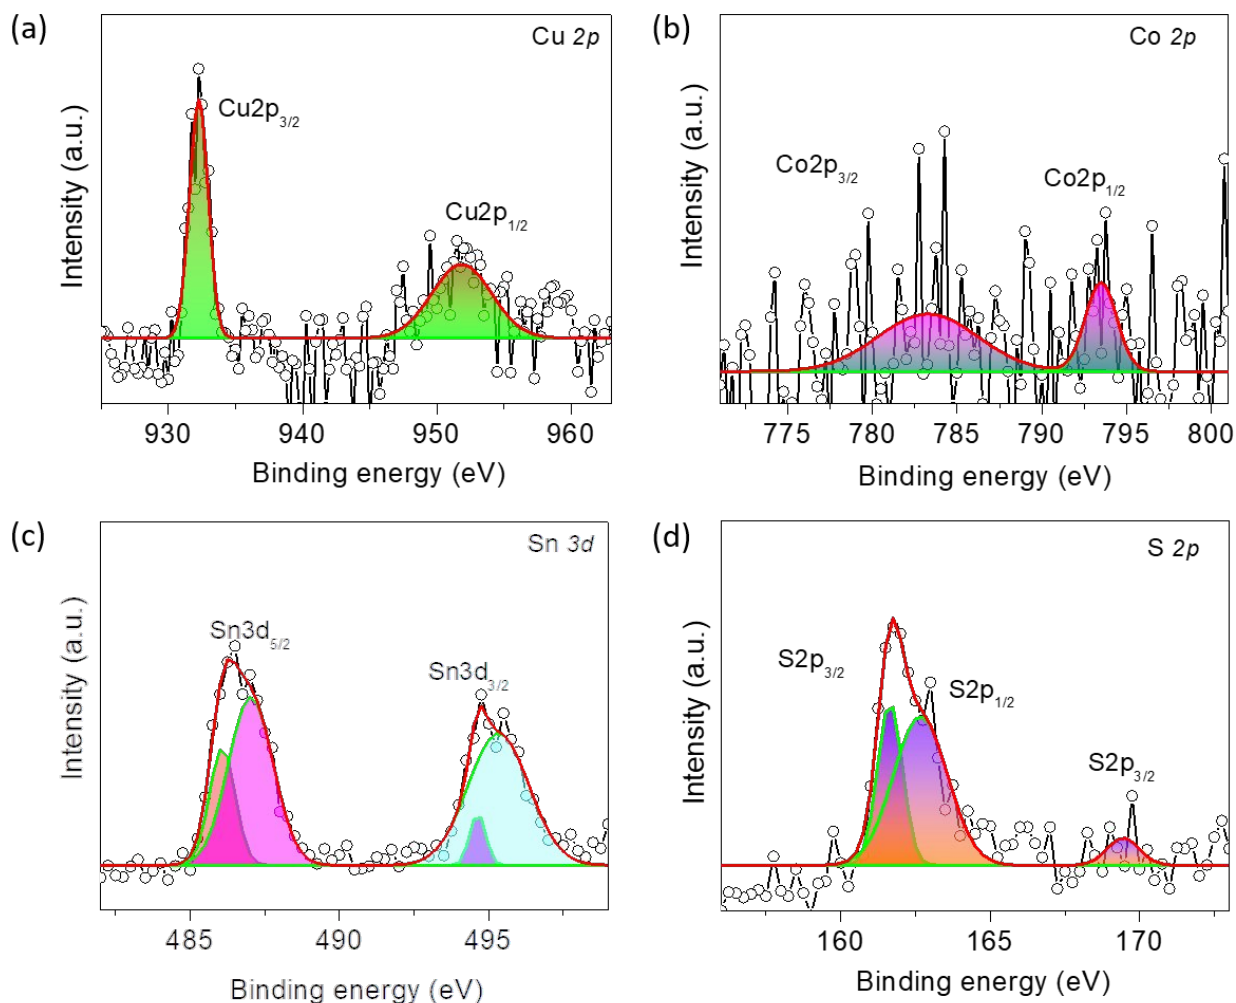 (a)
Cu 2p
Cu2p3/2
Cu2p1/2
Intensity (a.u.)
930 940 950 960
Binding energy (eV)
(b)
Co 2p
Co2p3/2
Co2p1/2
Intensity (a.u.)
775 780 785 790 795 800
Binding energy (eV)
(c)
Sn 3d
Sn3d5/2
Sn3d3/2
Intensity (a.u.)
485 490 495
Binding energy (eV)
(d)
S 2p
S2p3/2
S2p1/2
S2p3/2
Intensity (a.u.)
160 165 170
Binding energy (eV)